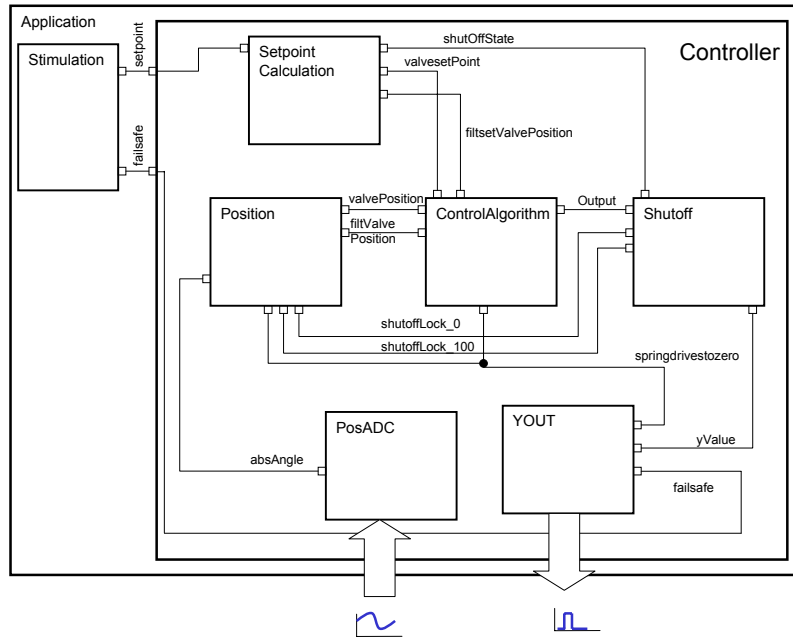 Application
setpoint
Stimulation
failsafe
Setpoint
Calculation
shutOffState
valvesetPoint
Controller
filtsetValvePosition
Position
valvePosition
filtValve
Position
ControlAlgorithm
Output
Shutoff
shutoffLock_0
shutoffLock_100
springdrivestozero
PosADC
YOUT
absAngle
yValue
failsafe